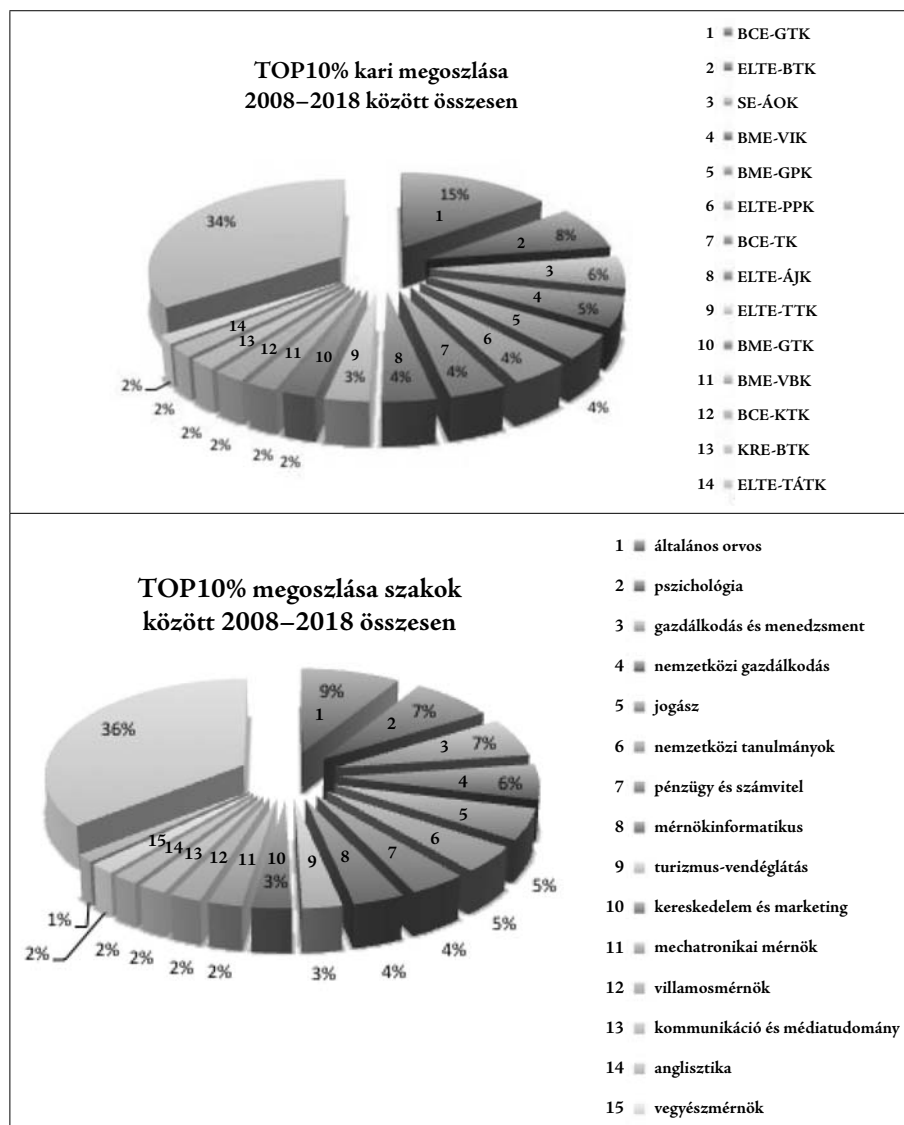 TOP10% kari megoszlása
2008–2018 között összesen
34%
15%
1
2
8%
3
6%
4
5%
5
6
4%
4%
7
4%
8
4%
9
3%
10
11
12
13
14
2%
2%
2%
2%
2%
2%
1 BCE-GTK
2 ELTE-BTK
3 SE-ÁOK
4 BME-VIK
5 BME-GPK
6 ELTE-PPK
7 BCE-TK
8 ELTE-ÁJK
9 ELTE-TTK
10 BME-GTK
11 BME-VBK
12 BCE-KTK
13 KRE-BTK
14 ELTE-TÁTK
TOP10% megoszlása szakok
között 2008–2018 összesen
36%
9%
1
2
7%
3
7%
4
6%
5
5%
6
5%
7
4%
8
4%
9
3%
10
3%
11
12
13
14
15
1%
2%
2%
2%
2%
2%
1 általános orvos
2 pszichológia
3 gazdálkodás és menedzsment
4 nemzetközi gazdálkodás
5 jogász
6 nemzetközi tanulmányok
7 pénzügy és számvitel
8 mérnökinformatikus
9 turizmus-vendéglátás
10 kereskedelem és marketing
11 mechatronikai mérnök
12 villamosmérnök
13 kommunikáció és médiatudomány
14 anglisztika
15 vegyészmérnök